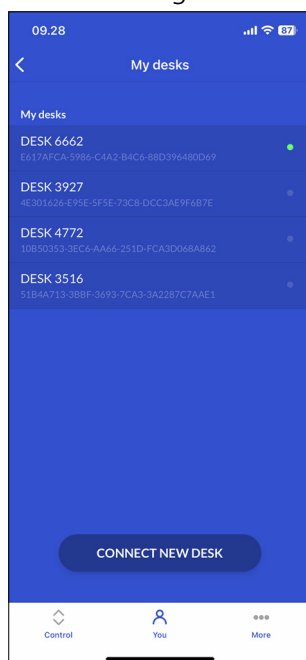 09.28
87
My desks
My desks
DESK 6662
E617AFCA-5986-C4A2-B4C6-88D396480D69
DESK 3927
4E301626-E95E-5F5E-73C8-DCC3AE9F6B7E
DESK 4772
10B50353-3EC6-AA66-251D-FCA3D068A862
DESK 3516
51B4A713-3BBF-3693-7CA3-3A2287C7AAE1
CONNECT NEW DESK
Control
You
More